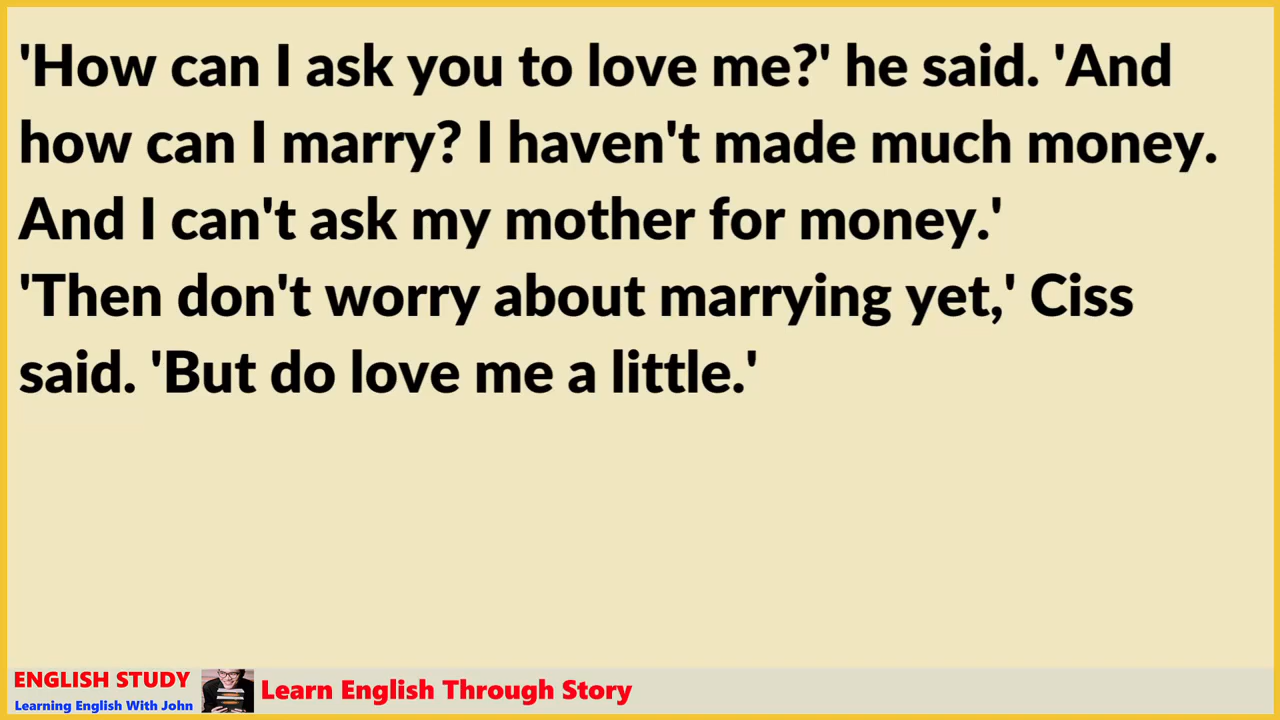 'How can I ask you to love me?' he said. 'And
how can I marry? I haven't made much money.
And I can't ask my mother for money.'
'Then don't worry about marrying yet,' Ciss
said. 'But do love me a little.'
ENGLISH STUDY
Learning English With John
Learn English Through Story